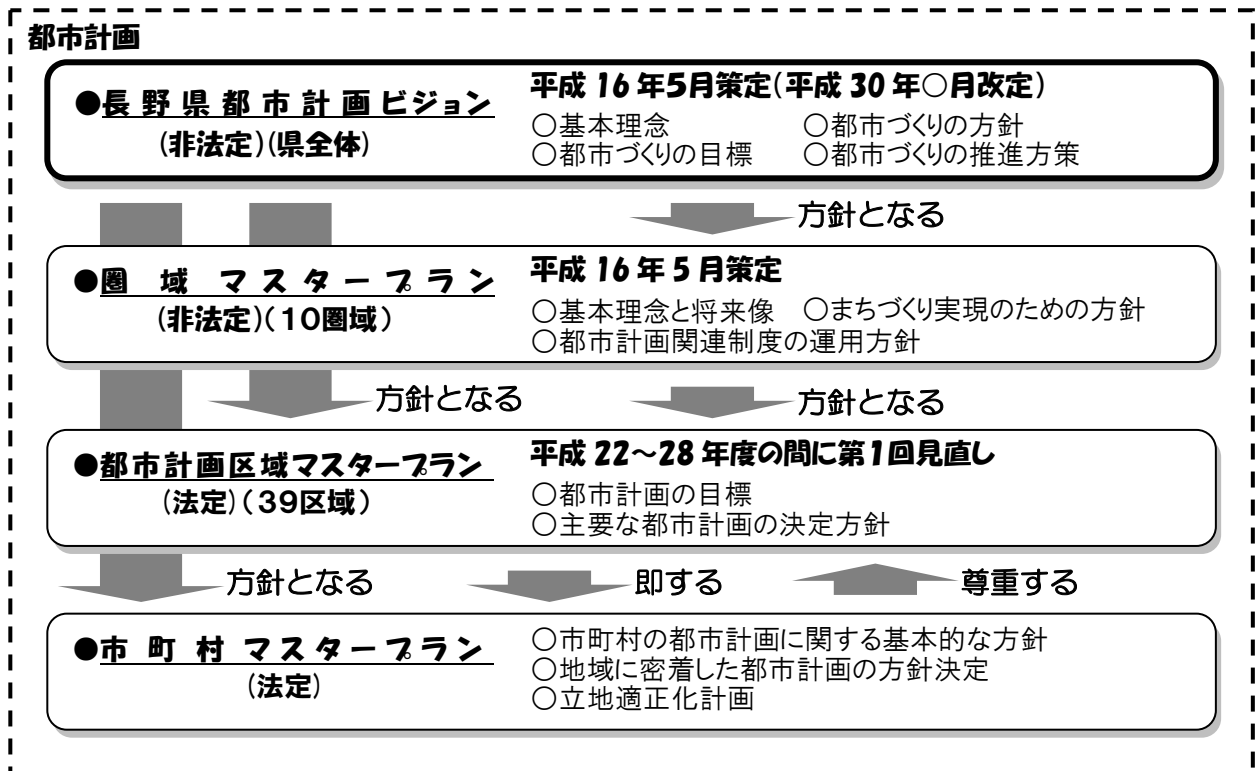 都市計画
●長野県都市計画ビジョン
(非法定)(県全体)
平成16年5月策定(平成30年○月改定)
○基本理念 ○都市づくりの方針
○都市づくりの目標 ○都市づくりの推進方策
方針となる
●圏域マスタープラン
(非法定)(10圏域)
平成16年5月策定
○基本理念と将来像 ○まちづくり実現のための方針
○都市計画関連制度の運用方針
方針となる 方針となる
●都市計画区域マスタープラン
(法定)(39区域)
平成22～28年度の間に第1回見直し
○都市計画の目標
○主要な都市計画の決定方針
方針となる 即する 尊重する
●市町村マスタープラン
(法定)
○市町村の都市計画に関する基本的な方針
○地域に密着した都市計画の方針決定
○立地適正化計画